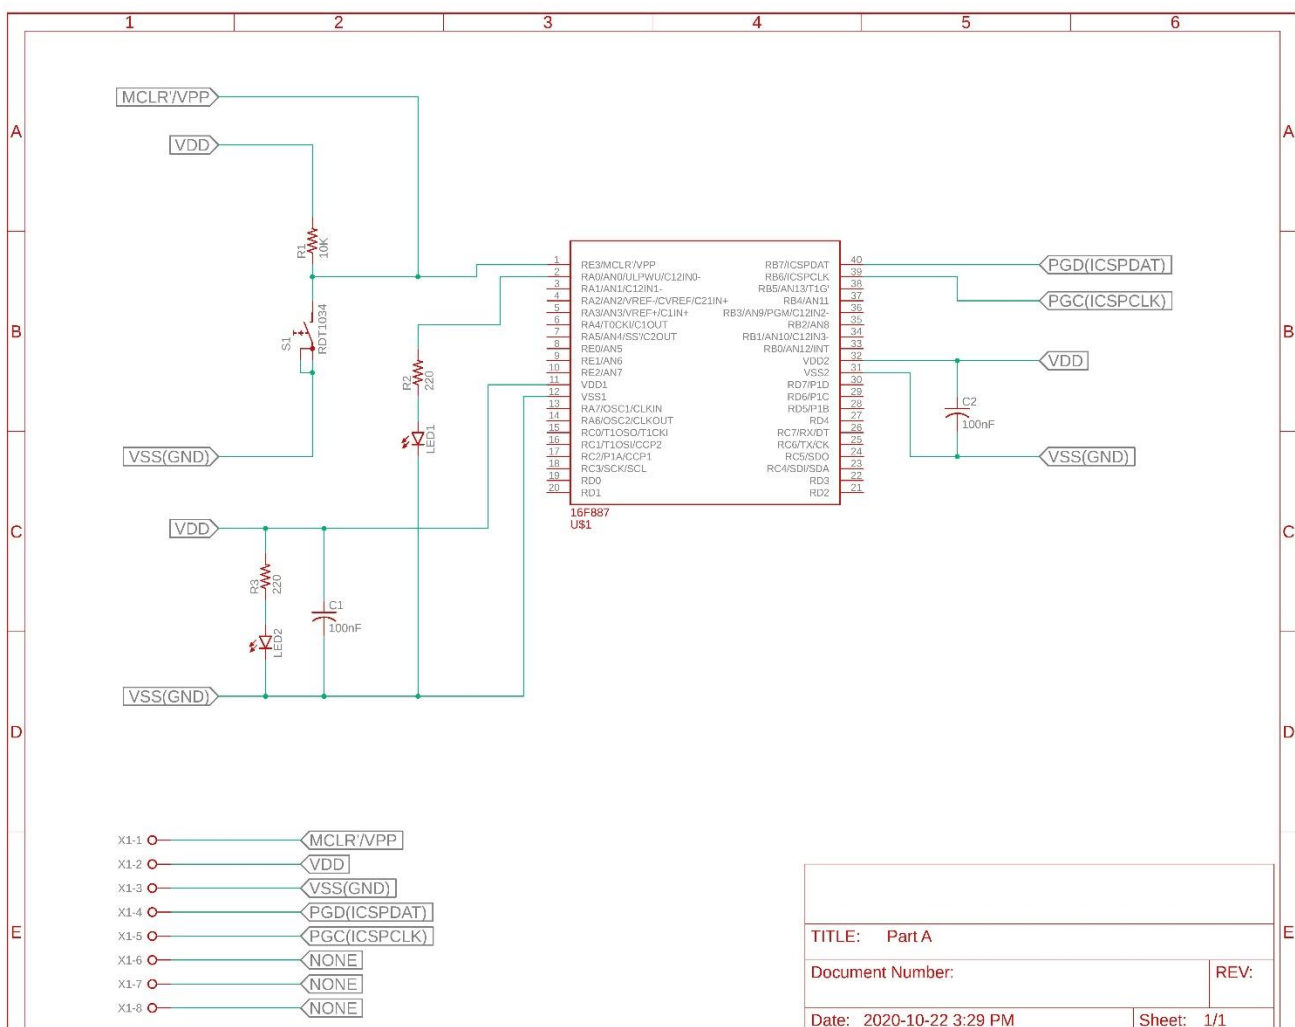 1 2 3 4 5 6
A A
B B
C C
D D
E E
MCLR'/VPP
VDD
R1
10K
S1
RDT1034
VSS(GND)
R2
220
LED1
VDD
R3
220
LED2
C1
100nF
VSS(GND)
1 RE3/MCLR'/VPP RB7/ICSPDAT 40
2 RA0/AN0/ULPWU/C12IN0- RB6/ICSPCLK 39
3 RA1/AN1/C12IN1- RB5/AN13/T1G' 38
4 RA2/AN2/VREF-/CVREF/C2IN+ RB4/AN11 37
5 RA3/AN3/VREF+/C1IN+ RB3/AN9/PGM/C12IN2- 36
6 RA4/T0CKI/C1OUT RB2/AN8 35
7 RA5/AN4/SS'/C2OUT RB1/AN10/C12IN3- 34
8 RE0/AN5 RB0/AN12/INT 33
9 RE1/AN6 VDD2 32
10 RE2/AN7 VSS2 31
11 VDD1 RD7/P1D 30
12 VSS1 RD6/P1C 29
13 RA7/OSC1/CLKIN RD5/P1B 28
14 RA6/OSC2/CLKOUT RD4 27
15 RC0/T1OSO/T1CKI RC7/RX/DT 26
16 RC1/T1OSI/CCP2 RC6/TX/CK 25
17 RC2/P1A/CCP1 RC5/SDO 24
18 RC3/SCK/SCL RC4/SDI/SDA 23
19 RD0 RD3 22
20 RD1 RD2 21
16F887
U$1
PGD(ICSPDAT)
PGC(ICSPCLK)
VDD
C2
100nF
VSS(GND)
X1-1 MCLR'/VPP
X1-2 VDD
X1-3 VSS(GND)
X1-4 PGD(ICSPDAT)
X1-5 PGC(ICSPCLK)
X1-6 NONE
X1-7 NONE
X1-8 NONE
TITLE: Part A
Document Number: REV:
Date: 2020-10-22 3:29 PM Sheet: 1/1